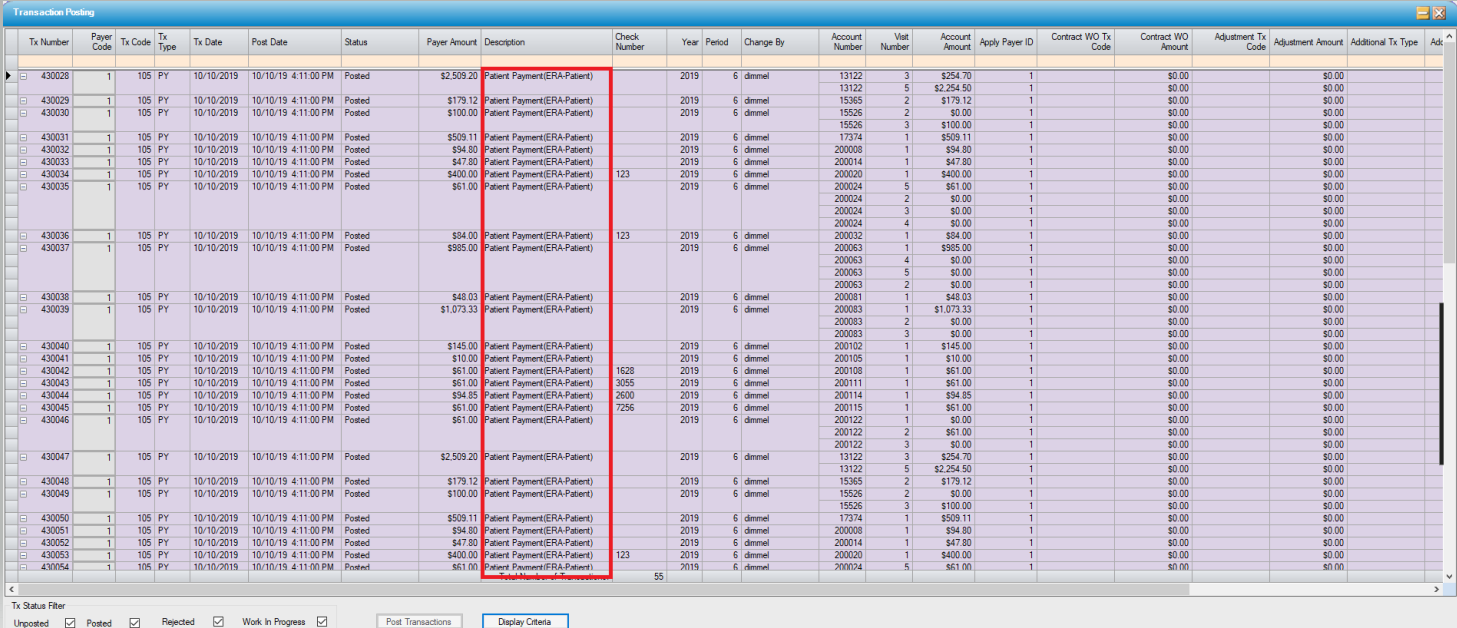 Transaction Posting
Tx Number Payer Code Tx Code Tx Type Tx Date Post Date Status Payer Amount Description Check Number Year Period Change By Account Number Visit Number Account Amount Apply Payer ID Contract WO Tx Code Contract WO Amount Adjustment Tx Code Adjustment Amount Additional Tx Type Adc
430028 1 105 PY 10/10/2019 10/10/19 4:11:00 PM Posted $2,509.20 Patient Payment(ERA-Patient) 2019 6 dimmel 13122 3 $254.70 1 $0.00 $0.00
13122 5 $2,254.50 1 $0.00 $0.00
430029 1 105 PY 10/10/2019 10/10/19 4:11:00 PM Posted $179.12 Patient Payment(ERA-Patient) 2019 6 dimmel 15365 2 $179.12 1 $0.00 $0.00
430030 1 105 PY 10/10/2019 10/10/19 4:11:00 PM Posted $100.00 Patient Payment(ERA-Patient) 2019 6 dimmel 15526 2 $0.00 1 $0.00 $0.00
15526 3 $100.00 1 $0.00 $0.00
430031 1 105 PY 10/10/2019 10/10/19 4:11:00 PM Posted $509.11 Patient Payment(ERA-Patient) 2019 6 dimmel 17374 1 $509.11 1 $0.00 $0.00
430032 1 105 PY 10/10/2019 10/10/19 4:11:00 PM Posted $94.80 Patient Payment(ERA-Patient) 2019 6 dimmel 200008 1 $94.80 1 $0.00 $0.00
430033 1 105 PY 10/10/2019 10/10/19 4:11:00 PM Posted $47.80 Patient Payment(ERA-Patient) 2019 6 dimmel 200014 1 $47.80 1 $0.00 $0.00
430034 1 105 PY 10/10/2019 10/10/19 4:11:00 PM Posted $400.00 Patient Payment(ERA-Patient) 123 2019 6 dimmel 200020 1 $400.00 1 $0.00 $0.00
430035 1 105 PY 10/10/2019 10/10/19 4:11:00 PM Posted $61.00 Patient Payment(ERA-Patient) 2019 6 dimmel 200024 5 $61.00 1 $0.00 $0.00
200024 2 $0.00 1 $0.00 $0.00
200024 3 $0.00 1 $0.00 $0.00
200024 4 $0.00 1 $0.00 $0.00
430036 1 105 PY 10/10/2019 10/10/19 4:11:00 PM Posted $84.00 Patient Payment(ERA-Patient) 123 2019 6 dimmel 200032 1 $84.00 1 $0.00 $0.00
430037 1 105 PY 10/10/2019 10/10/19 4:11:00 PM Posted $985.00 Patient Payment(ERA-Patient) 2019 6 dimmel 200063 1 $985.00 1 $0.00 $0.00
200063 4 $0.00 1 $0.00 $0.00
200063 5 $0.00 1 $0.00 $0.00
200063 2 $0.00 1 $0.00 $0.00
430038 1 105 PY 10/10/2019 10/10/19 4:11:00 PM Posted $48.03 Patient Payment(ERA-Patient) 2019 6 dimmel 200081 1 $48.03 1 $0.00 $0.00
430039 1 105 PY 10/10/2019 10/10/19 4:11:00 PM Posted $1,073.33 Patient Payment(ERA-Patient) 2019 6 dimmel 200083 1 $1,073.33 1 $0.00 $0.00
200083 2 $0.00 1 $0.00 $0.00
200083 3 $0.00 1 $0.00 $0.00
430040 1 105 PY 10/10/2019 10/10/19 4:11:00 PM Posted $145.00 Patient Payment(ERA-Patient) 2019 6 dimmel 200102 1 $145.00 1 $0.00 $0.00
430041 1 105 PY 10/10/2019 10/10/19 4:11:00 PM Posted $10.00 Patient Payment(ERA-Patient) 2019 6 dimmel 200105 1 $10.00 1 $0.00 $0.00
430042 1 105 PY 10/10/2019 10/10/19 4:11:00 PM Posted $61.00 Patient Payment(ERA-Patient) 1628 2019 6 dimmel 200108 1 $61.00 1 $0.00 $0.00
430043 1 105 PY 10/10/2019 10/10/19 4:11:00 PM Posted $61.00 Patient Payment(ERA-Patient) 3055 2019 6 dimmel 200111 1 $61.00 1 $0.00 $0.00
430044 1 105 PY 10/10/2019 10/10/19 4:11:00 PM Posted $94.85 Patient Payment(ERA-Patient) 2600 2019 6 dimmel 200114 1 $94.85 1 $0.00 $0.00
430045 1 105 PY 10/10/2019 10/10/19 4:11:00 PM Posted $61.00 Patient Payment(ERA-Patient) 7256 2019 6 dimmel 200115 1 $61.00 1 $0.00 $0.00
430046 1 105 PY 10/10/2019 10/10/19 4:11:00 PM Posted $61.00 Patient Payment(ERA-Patient) 2019 6 dimmel 200122 1 $0.00 1 $0.00 $0.00
200122 2 $61.00 1 $0.00 $0.00
200122 3 $0.00 1 $0.00 $0.00
430047 1 105 PY 10/10/2019 10/10/19 4:11:00 PM Posted $2,509.20 Patient Payment(ERA-Patient) 2019 6 dimmel 13122 3 $254.70 1 $0.00 $0.00
13122 5 $2,254.50 1 $0.00 $0.00
430048 1 105 PY 10/10/2019 10/10/19 4:11:00 PM Posted $179.12 Patient Payment(ERA-Patient) 2019 6 dimmel 15365 2 $179.12 1 $0.00 $0.00
430049 1 105 PY 10/10/2019 10/10/19 4:11:00 PM Posted $100.00 Patient Payment(ERA-Patient) 2019 6 dimmel 15526 2 $0.00 1 $0.00 $0.00
15526 3 $100.00 1 $0.00 $0.00
430050 1 105 PY 10/10/2019 10/10/19 4:11:00 PM Posted $509.11 Patient Payment(ERA-Patient) 2019 6 dimmel 17374 1 $509.11 1 $0.00 $0.00
430051 1 105 PY 10/10/2019 10/10/19 4:11:00 PM Posted $94.80 Patient Payment(ERA-Patient) 2019 6 dimmel 200008 1 $94.80 1 $0.00 $0.00
430052 1 105 PY 10/10/2019 10/10/19 4:11:00 PM Posted $47.80 Patient Payment(ERA-Patient) 2019 6 dimmel 200014 1 $47.80 1 $0.00 $0.00
430053 1 105 PY 10/10/2019 10/10/19 4:11:00 PM Posted $400.00 Patient Payment(ERA-Patient) 123 2019 6 dimmel 200020 1 $400.00 1 $0.00 $0.00
430054 1 105 PY 10/10/2019 10/10/19 4:11:00 PM Posted $61.00 Patient Payment(ERA-Patient) 2019 6 dimmel 200024 5 $61.00 1 $0.00 $0.00
Total Number of Transactions: 55
Tx Status Filter
Unposted Posted Rejected Work In Progress Post Transactions Display Criteria